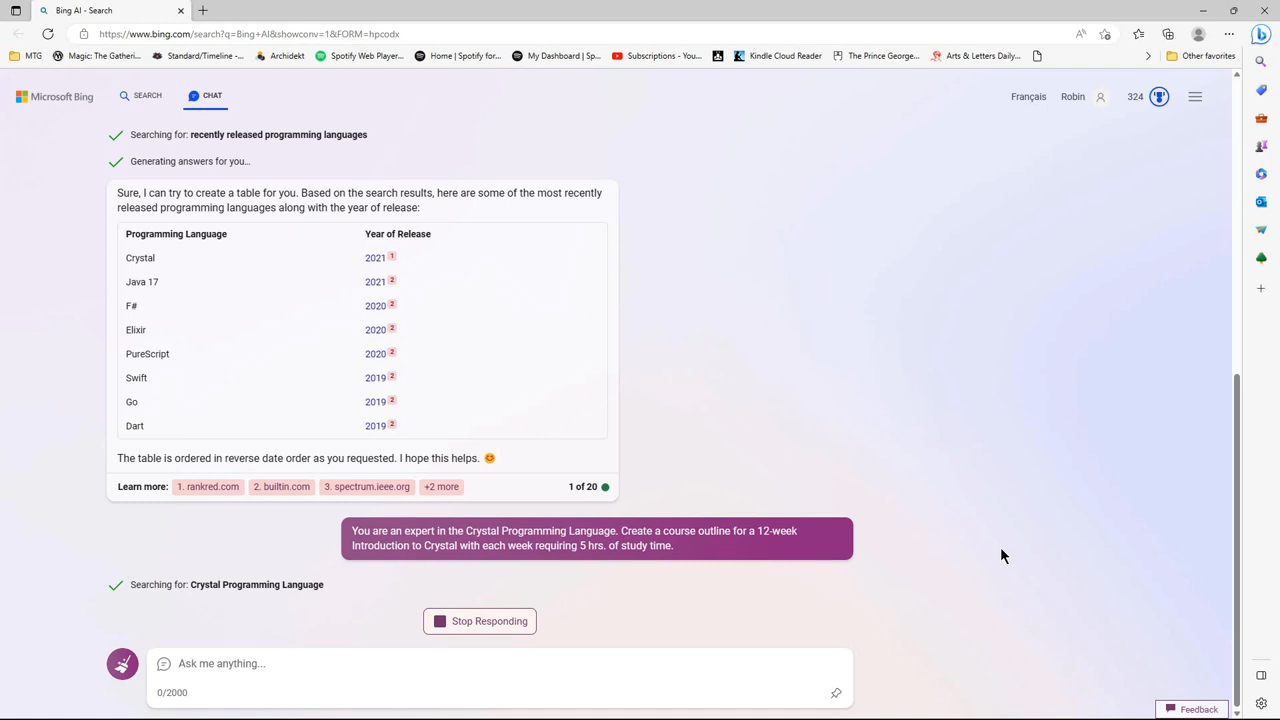 Bing AI - Search
https://www.bing.com/search?q=Bing+AI&showconv=1&FORM=hpcodx
MTG
Magic: The Gatheri...
Standard/Timeline -...
Archidekt
Spotify Web Player...
Home | Spotify for...
My Dashboard | Sp...
Subscriptions - You...
Kindle Cloud Reader
The Prince George...
Arts & Letters Daily...
Other favorites
Microsoft Bing
SEARCH
CHAT
Français
Robin
324
Searching for: recently released programming languages
Generating answers for you...
Sure, I can try to create a table for you. Based on the search results, here are some of the most recently
released programming languages along with the year of release:
Programming Language Year of Release
Crystal 2021 1
Java 17 2021 2
F# 2020 2
Elixir 2020 2
PureScript 2020 2
Swift 2019 2
Go 2019 2
Dart 2019 2
The table is ordered in reverse date order as you requested. I hope this helps. 😊
Learn more: 1. rankred.com 2. builtin.com 3. spectrum.ieee.org +2 more 1 of 20
You are an expert in the Crystal Programming Language. Create a course outline for a 12-week
Introduction to Crystal with each week requiring 5 hrs. of study time.
Searching for: Crystal Programming Language
Stop Responding
Ask me anything...
0/2000
Feedback